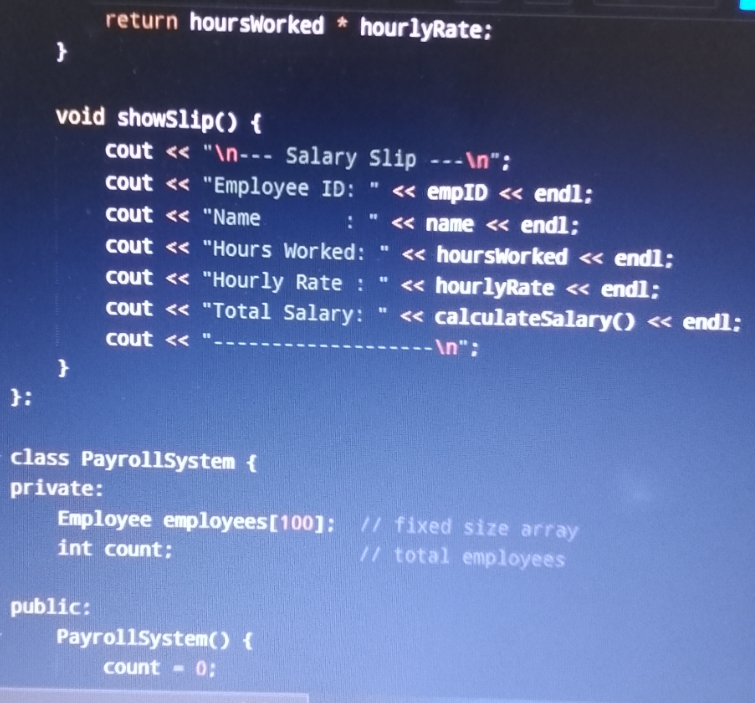 return hoursWorked * hourlyRate;
    }

    void showSlip() {
        cout << "\n--- Salary Slip ---\n";
        cout << "Employee ID: " << empID << endl;
        cout << "Name        : " << name << endl;
        cout << "Hours Worked: " << hoursWorked << endl;
        cout << "Hourly Rate : " << hourlyRate << endl;
        cout << "Total Salary: " << calculateSalary() << endl;
        cout << "-------------------\n";
    }
};

class PayrollSystem {
private:
    Employee employees[100];  // fixed size array
    int count;                // total employees

public:
    PayrollSystem() {
        count = 0;